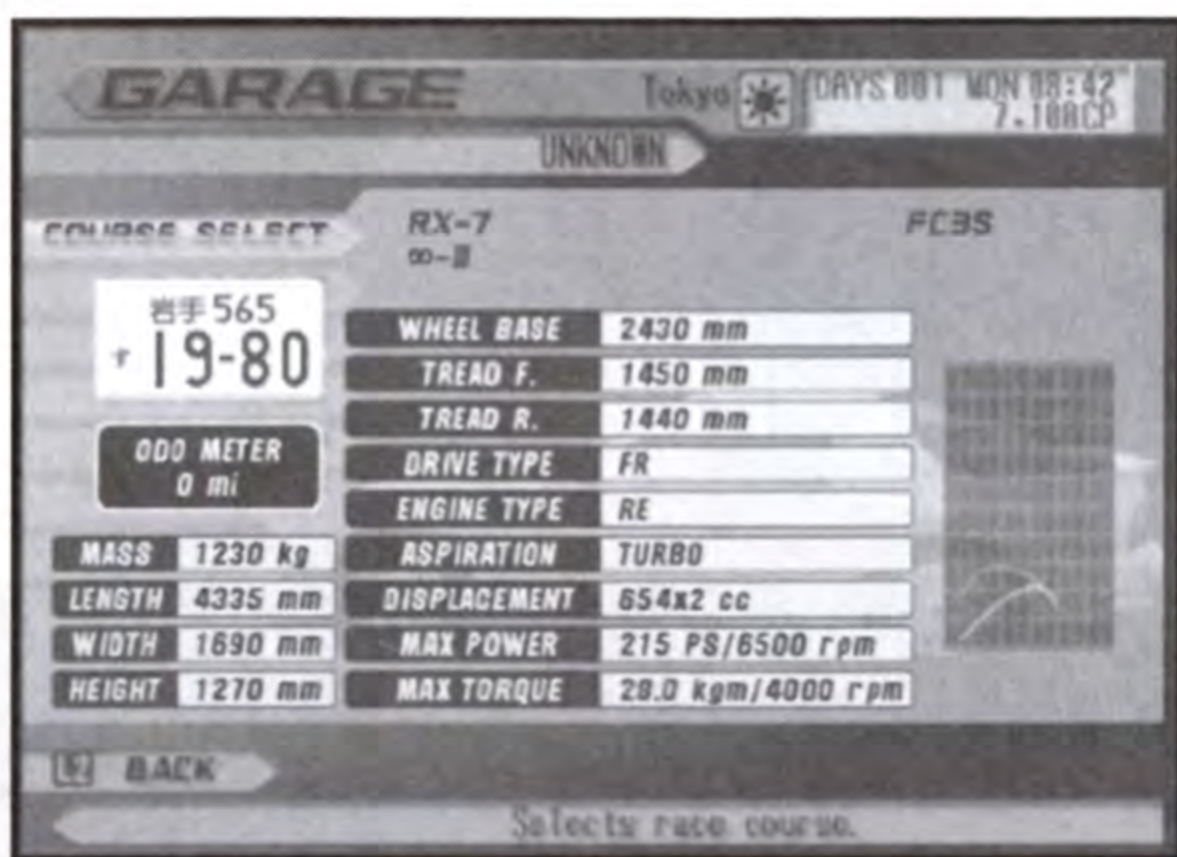 GARAGE
Tokyo
DAYS 001 MON 08:42
7.100CP
UNKNOWN
COURSE SELECT
RX-7
∞-Ⅲ
FC3S
岩手565
す 19-80
ODO METER
0 mi
MASS 1230 kg
LENGTH 4335 mm
WIDTH 1690 mm
HEIGHT 1270 mm
WHEEL BASE 2430 mm
TREAD F. 1450 mm
TREAD R. 1440 mm
DRIVE TYPE FR
ENGINE TYPE RE
ASPIRATION TURBO
DISPLACEMENT 654x2 cc
MAX POWER 215 PS/6500 rpm
MAX TORQUE 28.0 kgm/4000 rpm
BACK
Selects race course.